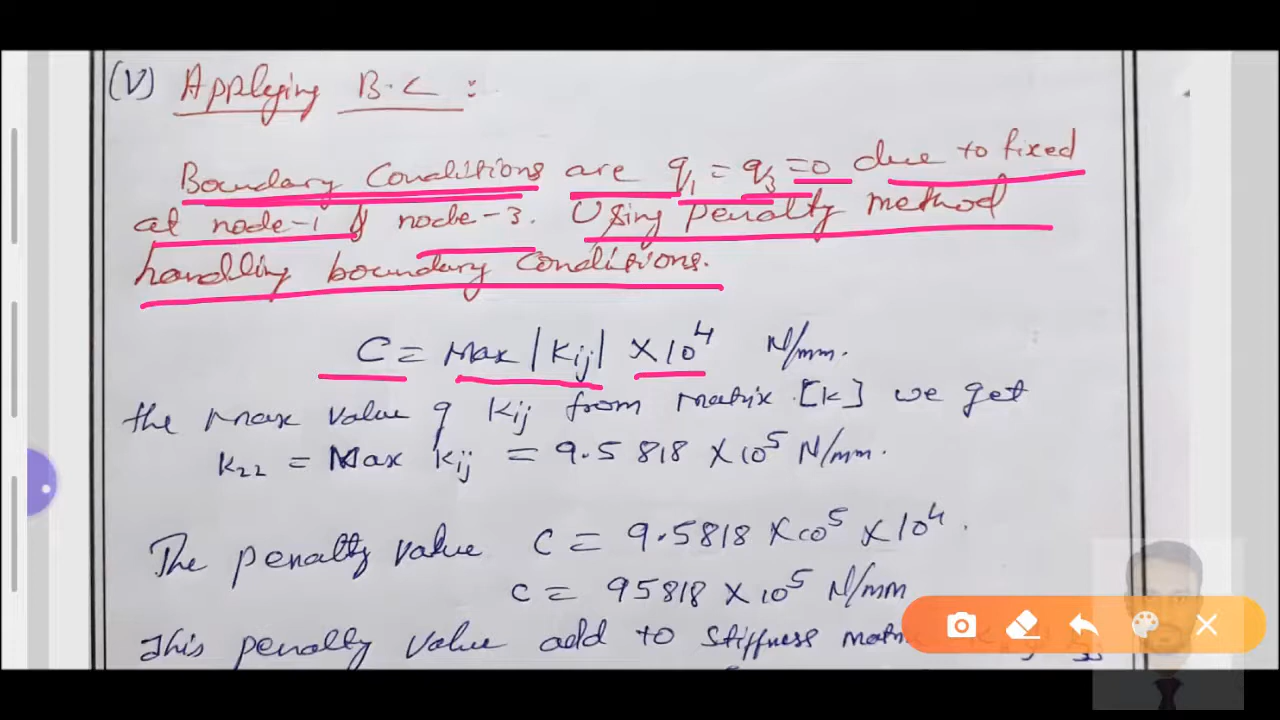 (V) Applying B.C :
Boundary Conditions are q1 = q3 = 0 due to fixed
at node-1 & node-3. Using penalty method
handling boundary Conditions.
C = Max |Kij| × 10^4 N/mm.
the Max value of Kij from Matrix [K] we get
K22 = Max Kij = 9.5818 × 10^5 N/mm.
The penalty value C = 9.5818 × 10^5 × 10^4.
C = 95818 × 10^5 N/mm
This penalty value add to stiffness